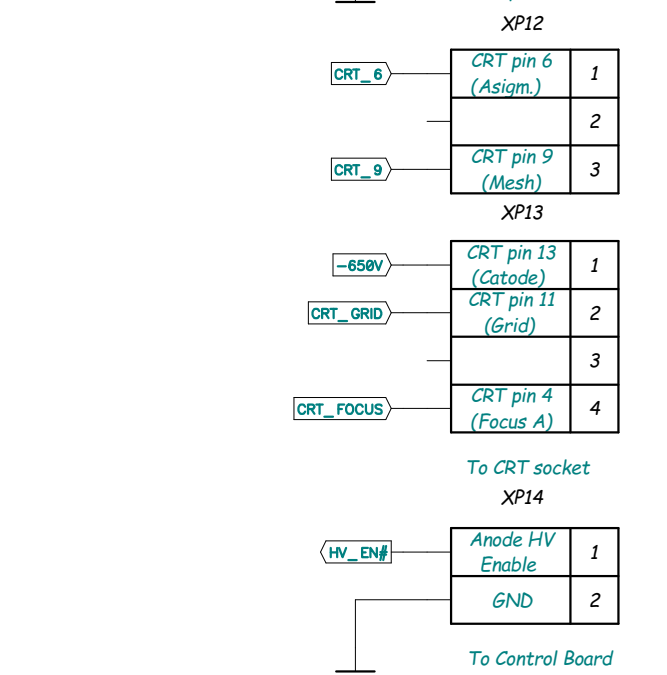 XP12
CRT_6
CRT pin 6
(Asigm.)
1
2
CRT_9
CRT pin 9
(Mesh)
3
XP13
-650V
CRT pin 13
(Catode)
1
CRT_GRID
CRT pin 11
(Grid)
2
3
CRT_FOCUS
CRT pin 4
(Focus A)
4
To CRT socket
XP14
HV_EN#
Anode HV
Enable
1
GND
2
To Control Board